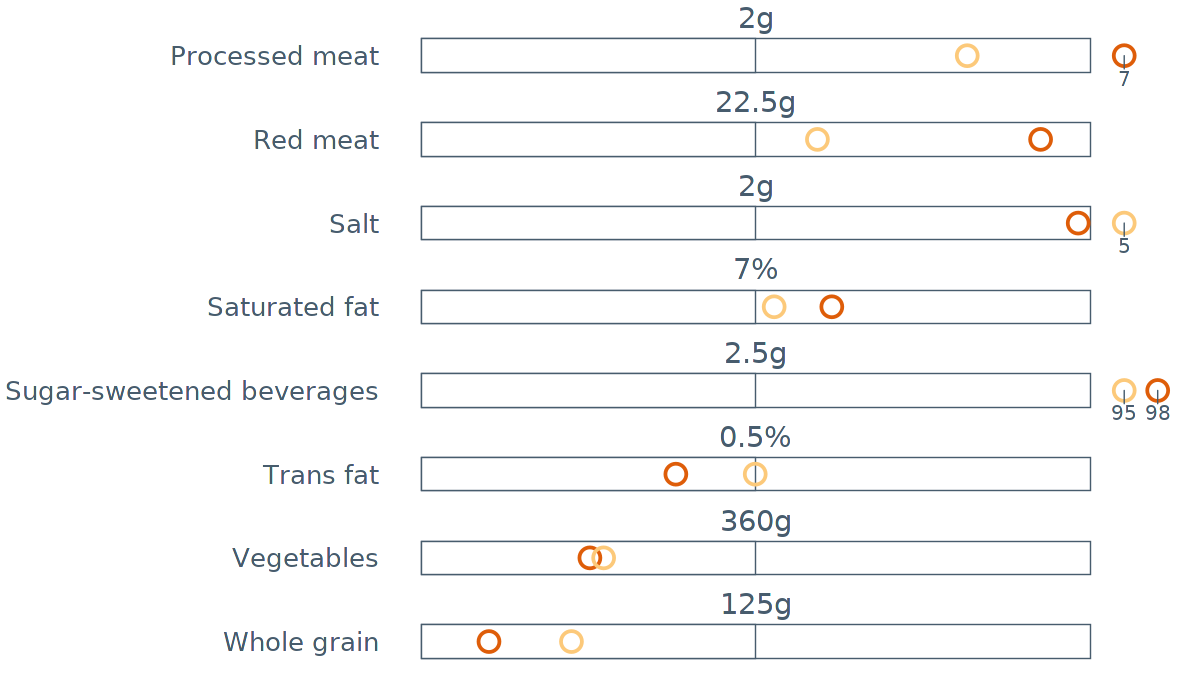 2g
Processed meat
7
22.5g
Red meat
2g
Salt
5
7%
Saturated fat
2.5g
Sugar-sweetened beverages
95 98
0.5%
Trans fat
360g
Vegetables
125g
Whole grain